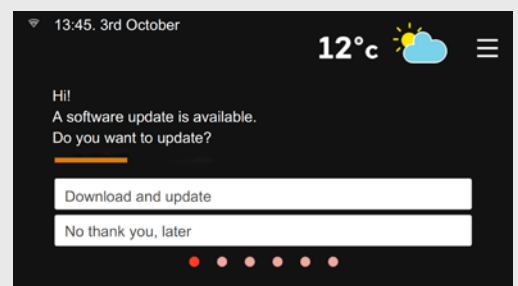 13:45. 3rd October
12°c
Hi!
A software update is available.
Do you want to update?
Download and update
No thank you, later